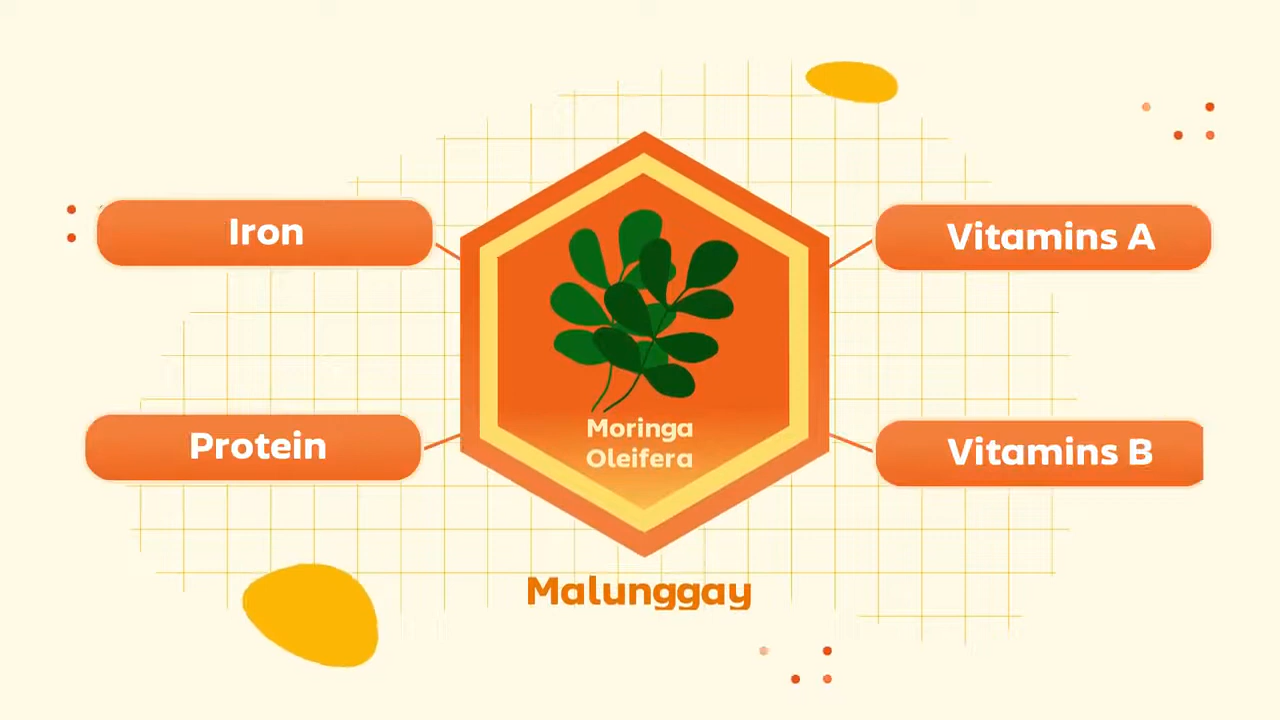 Iron
Vitamins A
Protein
Vitamins B
Moringa
Oleifera
Malunggay